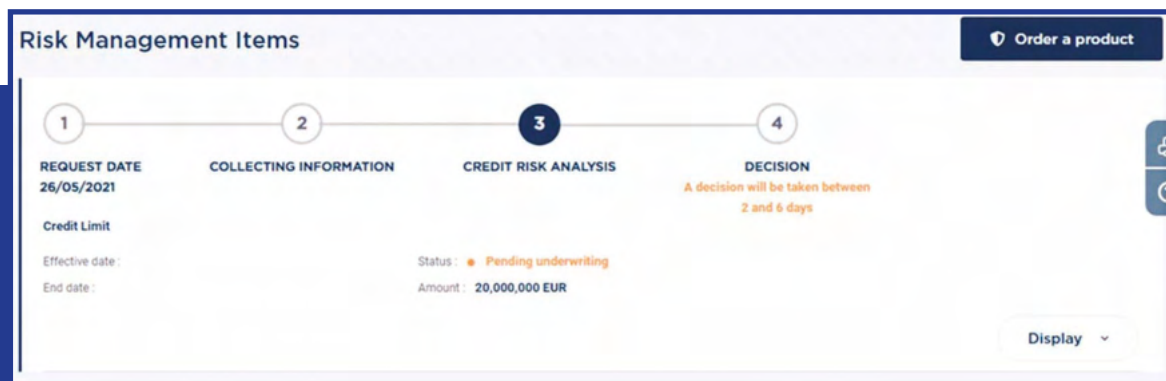 Risk Management Items
Order a product
1
2
3
4
REQUEST DATE
26/05/2021
COLLECTING INFORMATION
CREDIT RISK ANALYSIS
DECISION
A decision will be taken between
2 and 6 days
Credit Limit
Effective date :
Status : Pending underwriting
End date :
Amount : 20,000,000 EUR
Display